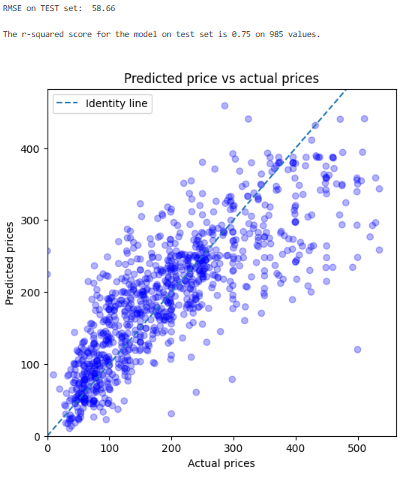 RMSE on TEST set:  58.66
The r-squared score for the model on test set is 0.75 on 985 values.
Predicted price vs actual prices
Identity line
400
300
200
100
0
Predicted prices
0 100 200 300 400 500
Actual prices